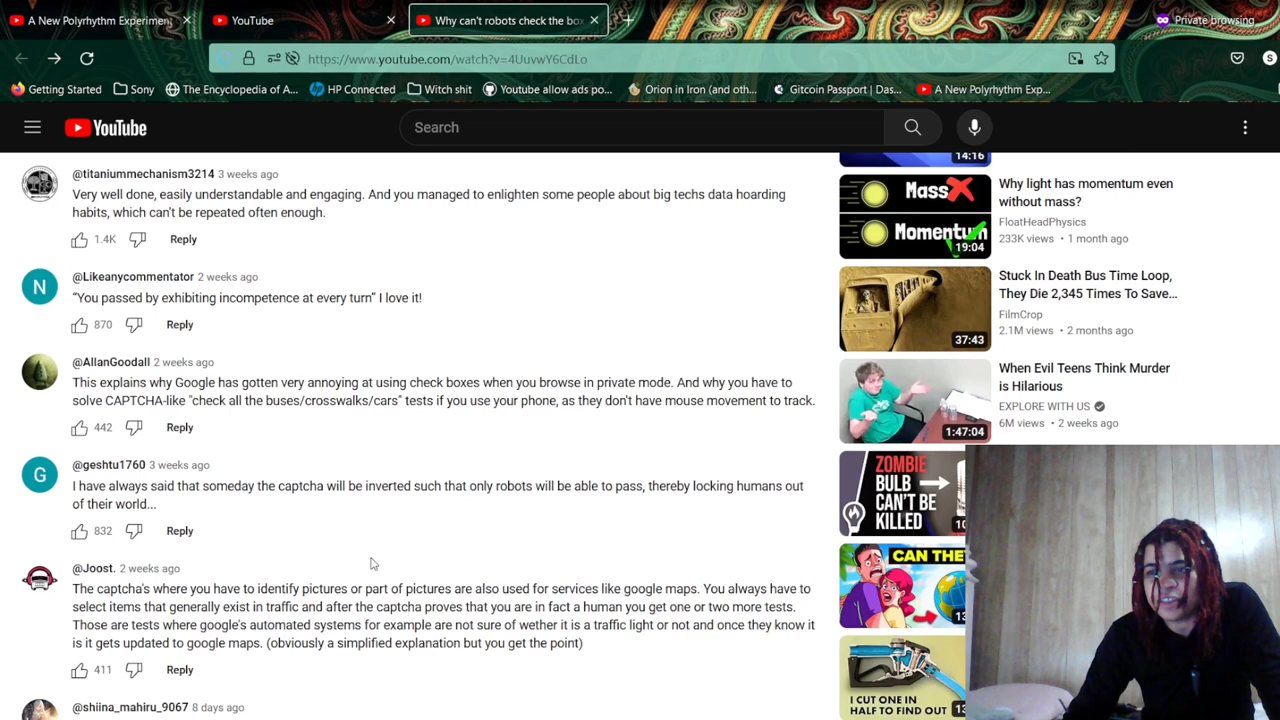 A New Polyrhythm Experiment
YouTube
Why can't robots check the box
Private browsing
https://www.youtube.com/watch?v=4UuvwY6CdLo
S
Getting Started
Sony
The Encyclopedia of A...
HP Connected
Witch shit
Youtube allow ads po...
Orion in Iron (and oth...
Gitcoin Passport | Das...
A New Polyrhythm Exp...
YouTube
Search
@titaniummechanism3214 3 weeks ago
Very well done, easily understandable and engaging. And you managed to enlighten some people about big techs data hoarding
habits, which can't be repeated often enough.
1.4K Reply
N
@Likeanycommentator 2 weeks ago
“You passed by exhibiting incompetence at every turn” I love it!
870 Reply
@AllanGoodall 2 weeks ago
This explains why Google has gotten very annoying at using check boxes when you browse in private mode. And why you have to
solve CAPTCHA-like "check all the buses/crosswalks/cars" tests if you use your phone, as they don't have mouse movement to track.
442 Reply
G
@geshtu1760 3 weeks ago
I have always said that someday the captcha will be inverted such that only robots will be able to pass, thereby locking humans out
of their world...
832 Reply
@Joost. 2 weeks ago
The captcha's where you have to identify pictures or part of pictures are also used for services like google maps. You always have to
select items that generally exist in traffic and after the captcha proves that you are in fact a human you get one or two more tests.
Those are tests where google's automated systems for example are not sure of wether it is a traffic light or not and once they know it
is it gets updated to google maps. (obviously a simplified explanation but you get the point)
411 Reply
@shiina_mahiru_9067 8 days ago
14:16
Mass
Momentum
19:04
Why light has momentum even
without mass?
FloatHeadPhysics
233K views • 1 month ago
37:43
Stuck In Death Bus Time Loop,
They Die 2,345 Times To Save...
FilmCrop
2.1M views • 2 months ago
1:47:04
When Evil Teens Think Murder
is Hilarious
EXPLORE WITH US
6M views • 2 weeks ago
ZOMBIE
BULB
CAN'T BE
KILLED
CAN THE
I CUT ONE IN
HALF TO FIND OUT